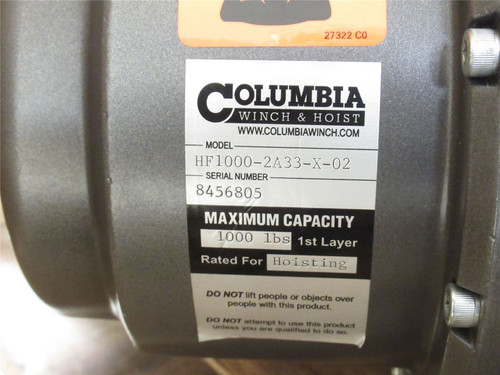 27322 C0
COLUMBIA
WINCH & HOIST
WWW.COLUMBIAWINCH.COM
MODEL
HF1000-2A33-X-02
SERIAL NUMBER
8456805
MAXIMUM CAPACITY
1000 lbs 1st Layer
Rated For Hoisting
DO NOT lift people or objects over
people with this product.
DO NOT attempt to use this product
unless you are qualified to do so.